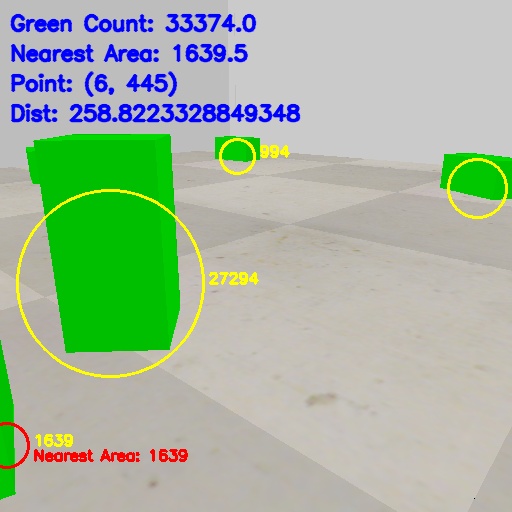 Green Count: 33374.0
Nearest Area: 1639.5
Point: (6, 445)
Dist: 258.8223328849348
994
27294
1639
Nearest Area: 1639